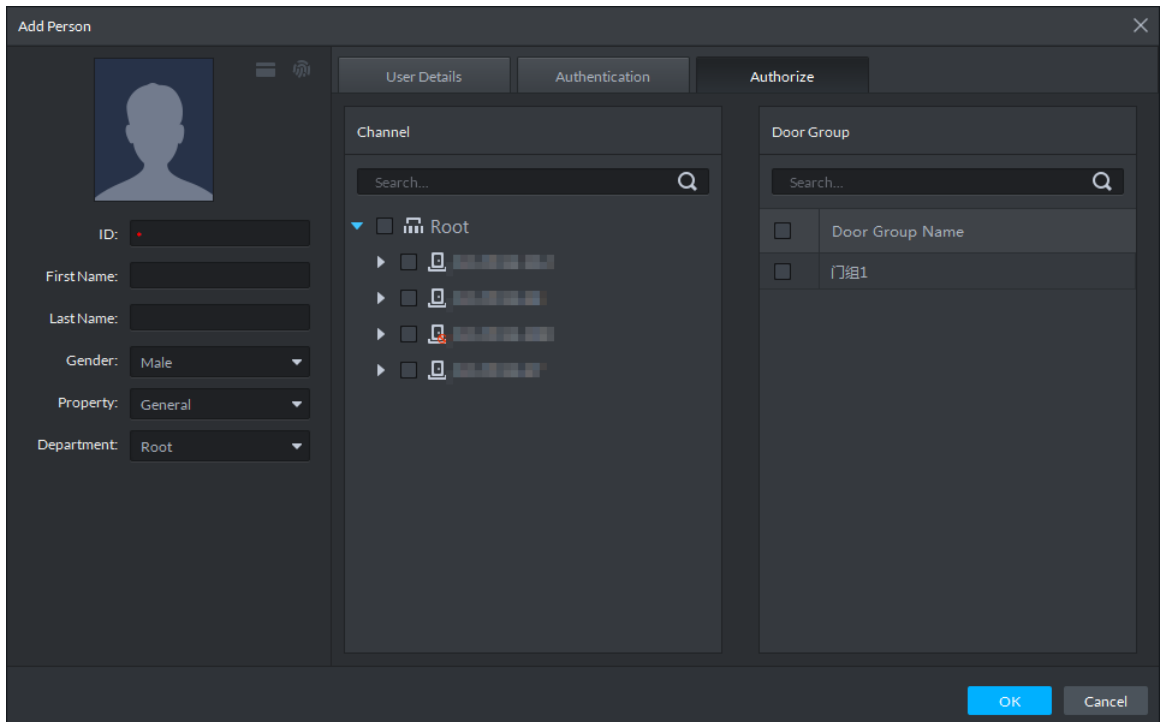 Add Person
User Details
Authentication
Authorize
ID:
First Name:
Last Name:
Gender: Male
Property: General
Department: Root
Channel
Search...
Root
Door Group
Search...
Door Group Name
门组1
OK
Cancel